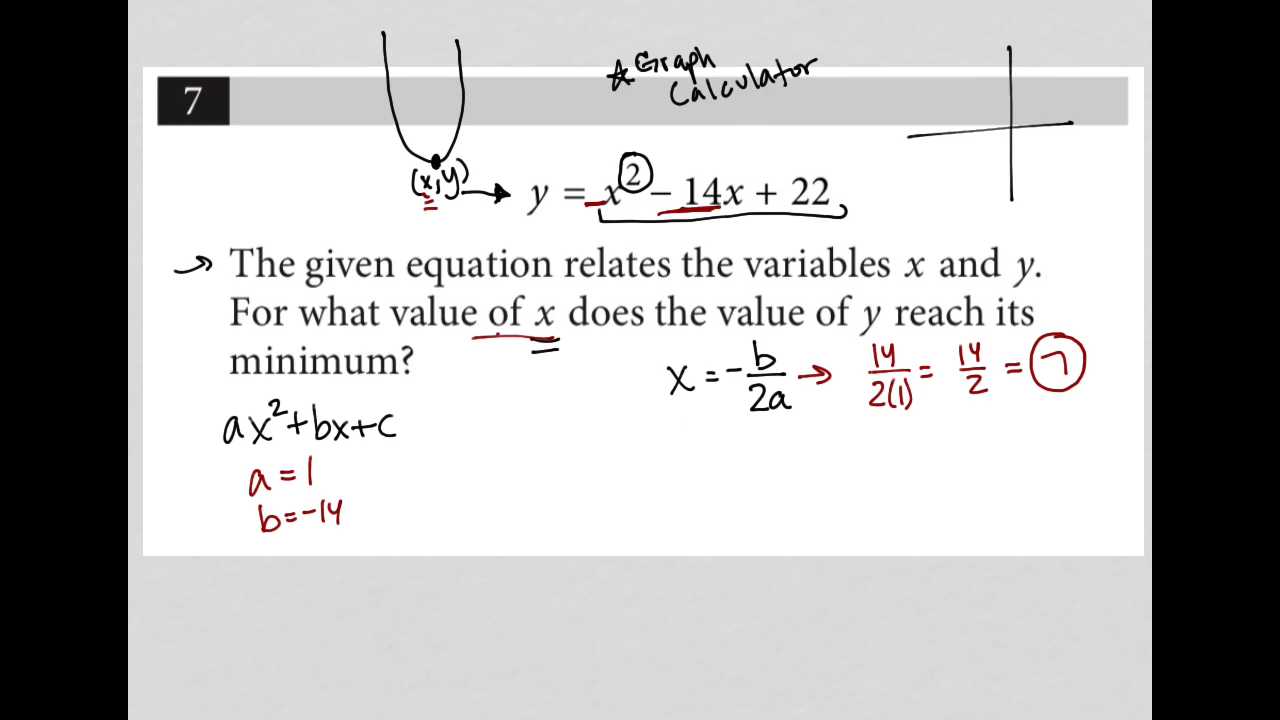 ☆ Graph
Calculator
7
(x,y) → y = x² − 14x + 22
→ The given equation relates the variables x and y.
For what value of x does the value of y reach its
minimum?
x = -b/2a → 14/2(1) = 14/2 = 7
ax²+bx+c
a = 1
b=-14